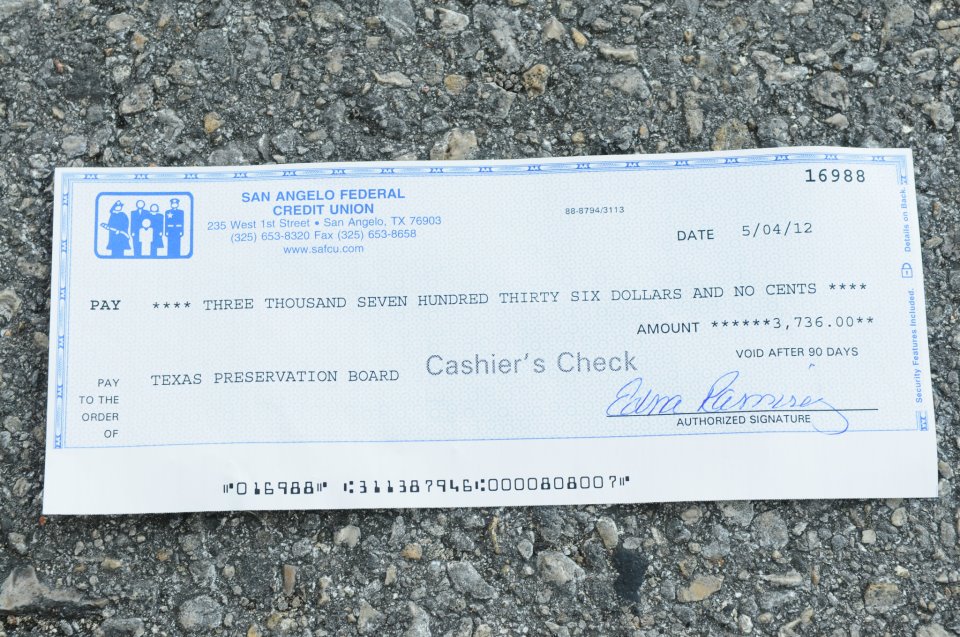 16988
SAN ANGELO FEDERAL
CREDIT UNION
235 West 1st Street • San Angelo, TX 76903
(325) 653-8320 Fax (325) 653-8658
www.safcu.com
88-8794/3113
DATE 5/04/12
PAY **** THREE THOUSAND SEVEN HUNDRED THIRTY SIX DOLLARS AND NO CENTS ****
AMOUNT ******3,736.00**
VOID AFTER 90 DAYS
Cashier's Check
PAY
TO THE
ORDER
OF
TEXAS PRESERVATION BOARD
Edna Ramirez
AUTHORIZED SIGNATURE
Security Features Included. Details on Back.
⑈016988⑈ ⑆311387946⑆0000808007⑈